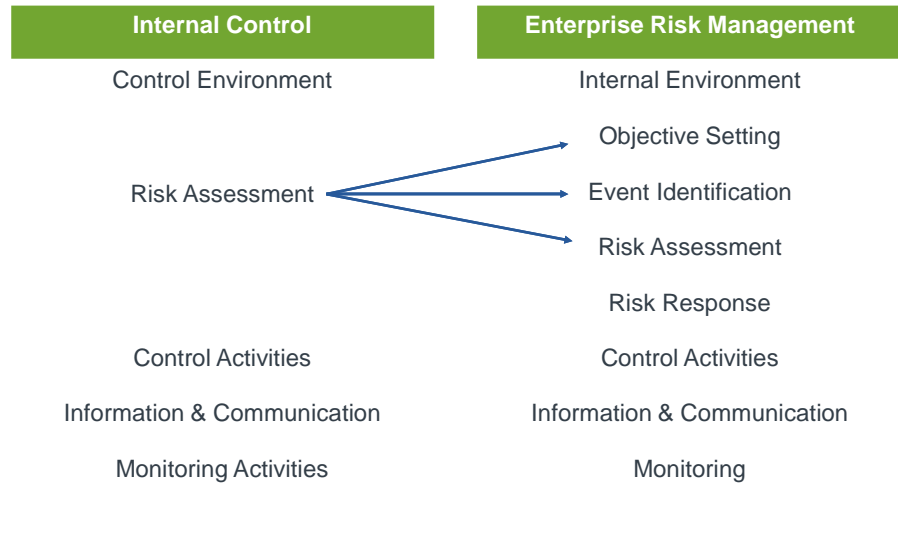 Internal Control
Enterprise Risk Management
Control Environment
Internal Environment
Objective Setting
Risk Assessment
Event Identification
Risk Assessment
Risk Response
Control Activities
Control Activities
Information & Communication
Information & Communication
Monitoring Activities
Monitoring